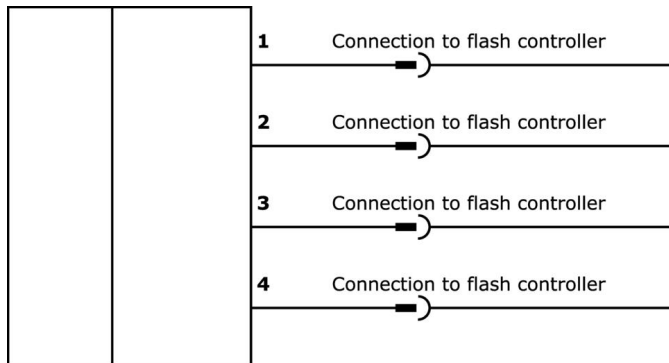 1 Connection to flash controller
2 Connection to flash controller
3 Connection to flash controller
4 Connection to flash controller